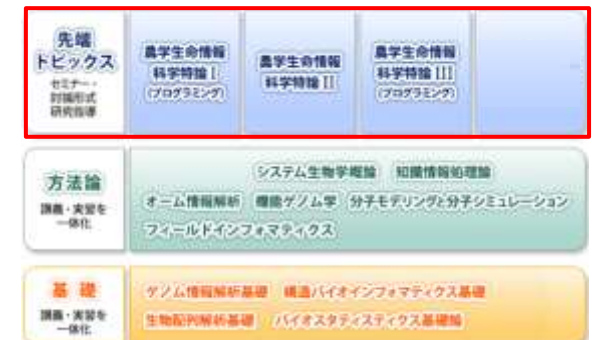 先端
トピックス
セミナー・
討論形式
研究指導
農学生命情報
科学特論 I
(プログラミング)
農学生命情報
科学特論 II
農学生命情報
科学特論 III
(プログラミング)
方法論
講義・実習を
一体化
システム生物学概論 知識情報処理論
オーム情報解析 機能ゲノム学 分子モデリングと分子シミュレーション
フィールドインフォマティクス
基礎
講義・実習を
一体化
ゲノム情報解析基礎 構造バイオインフォマティクス基礎
生物配列解析基礎 バイオスタティスティクス基礎論